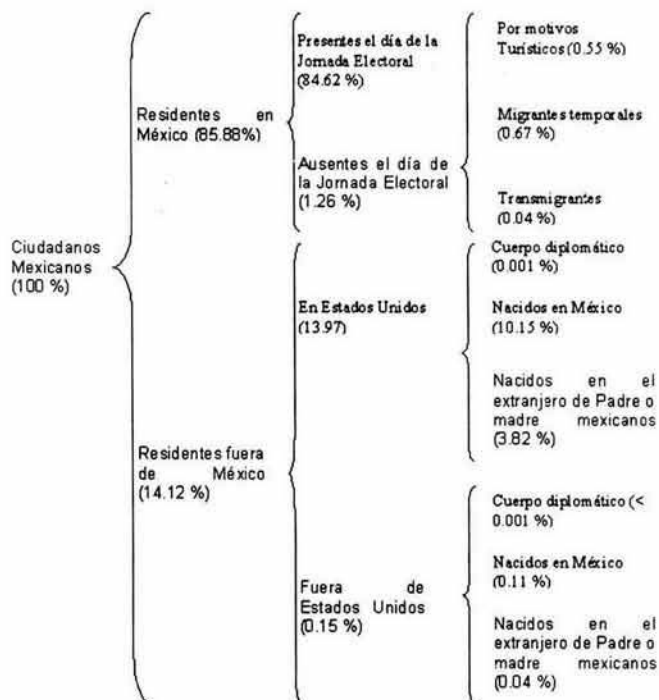 Ciudadanos
Mexicanos
(100 %)
Residentes en
México (85.88%)
Presentes el día de la
Jornada Electoral
(84.62 %)
Ausentes el día de
la Jornada Electoral
(1.26 %)
Por motivos
Turísticos (0.55 %)
Migrantes temporales
(0.67 %)
Transmigrantes
(0.04 %)
Residentes fuera
de México
(14.12 %)
En Estados Unidos
(13.97)
Cuerpo diplomático
(0.001 %)
Nacidos en México
(10.15 %)
Nacidos en el
extranjero de Padre o
madre mexicanos
(3.82 %)
Fuera de
Estados Unidos
(0.15 %)
Cuerpo diplomático (<
0.001 %)
Nacidos en México
(0.11 %)
Nacidos en el
extranjero de Padre o
madre mexicanos
(0.04 %)